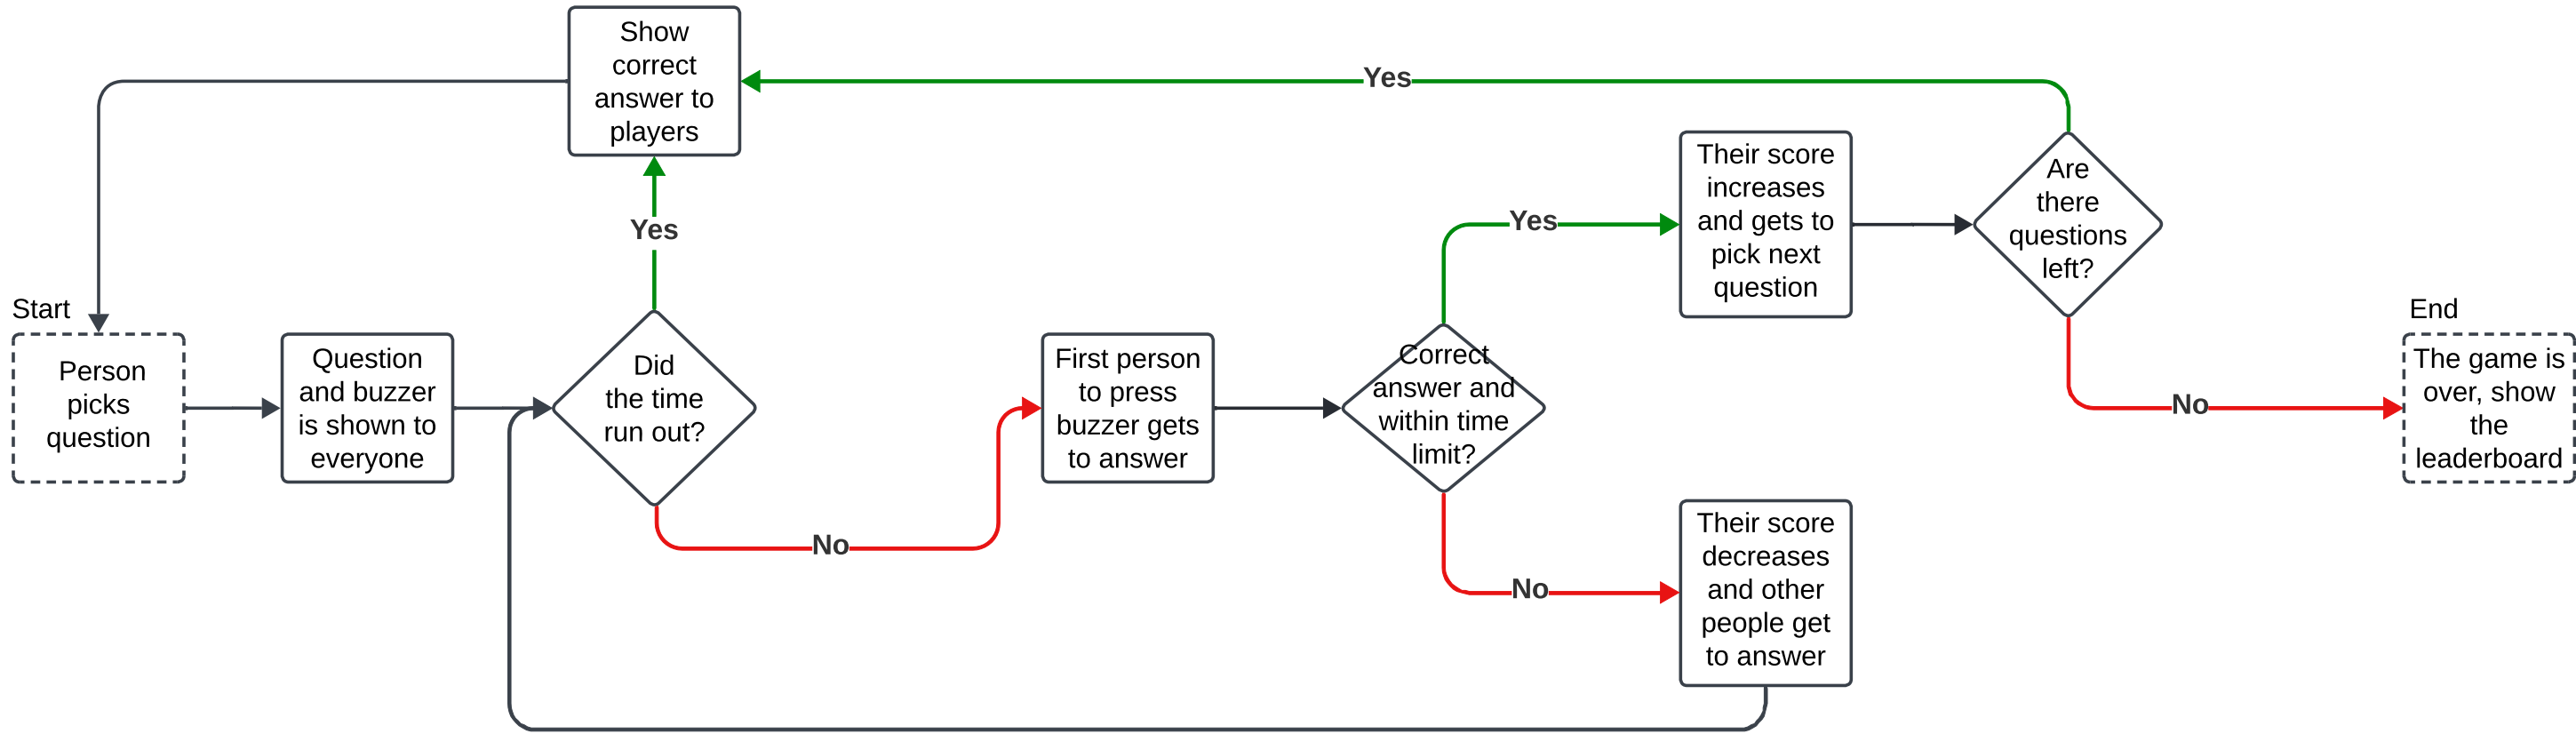 Show
correct
answer to
players
Yes
Yes
Start
Person
picks
question
Question
and buzzer
is shown to
everyone
Did
the time
run out?
No
First person
to press
buzzer gets
to answer
Correct
answer and
within time
limit?
Yes
Their score
increases
and gets to
pick next
question
No
Their score
decreases
and other
people get
to answer
Are
there
questions
left?
No
End
The game is
over, show
the
leaderboard